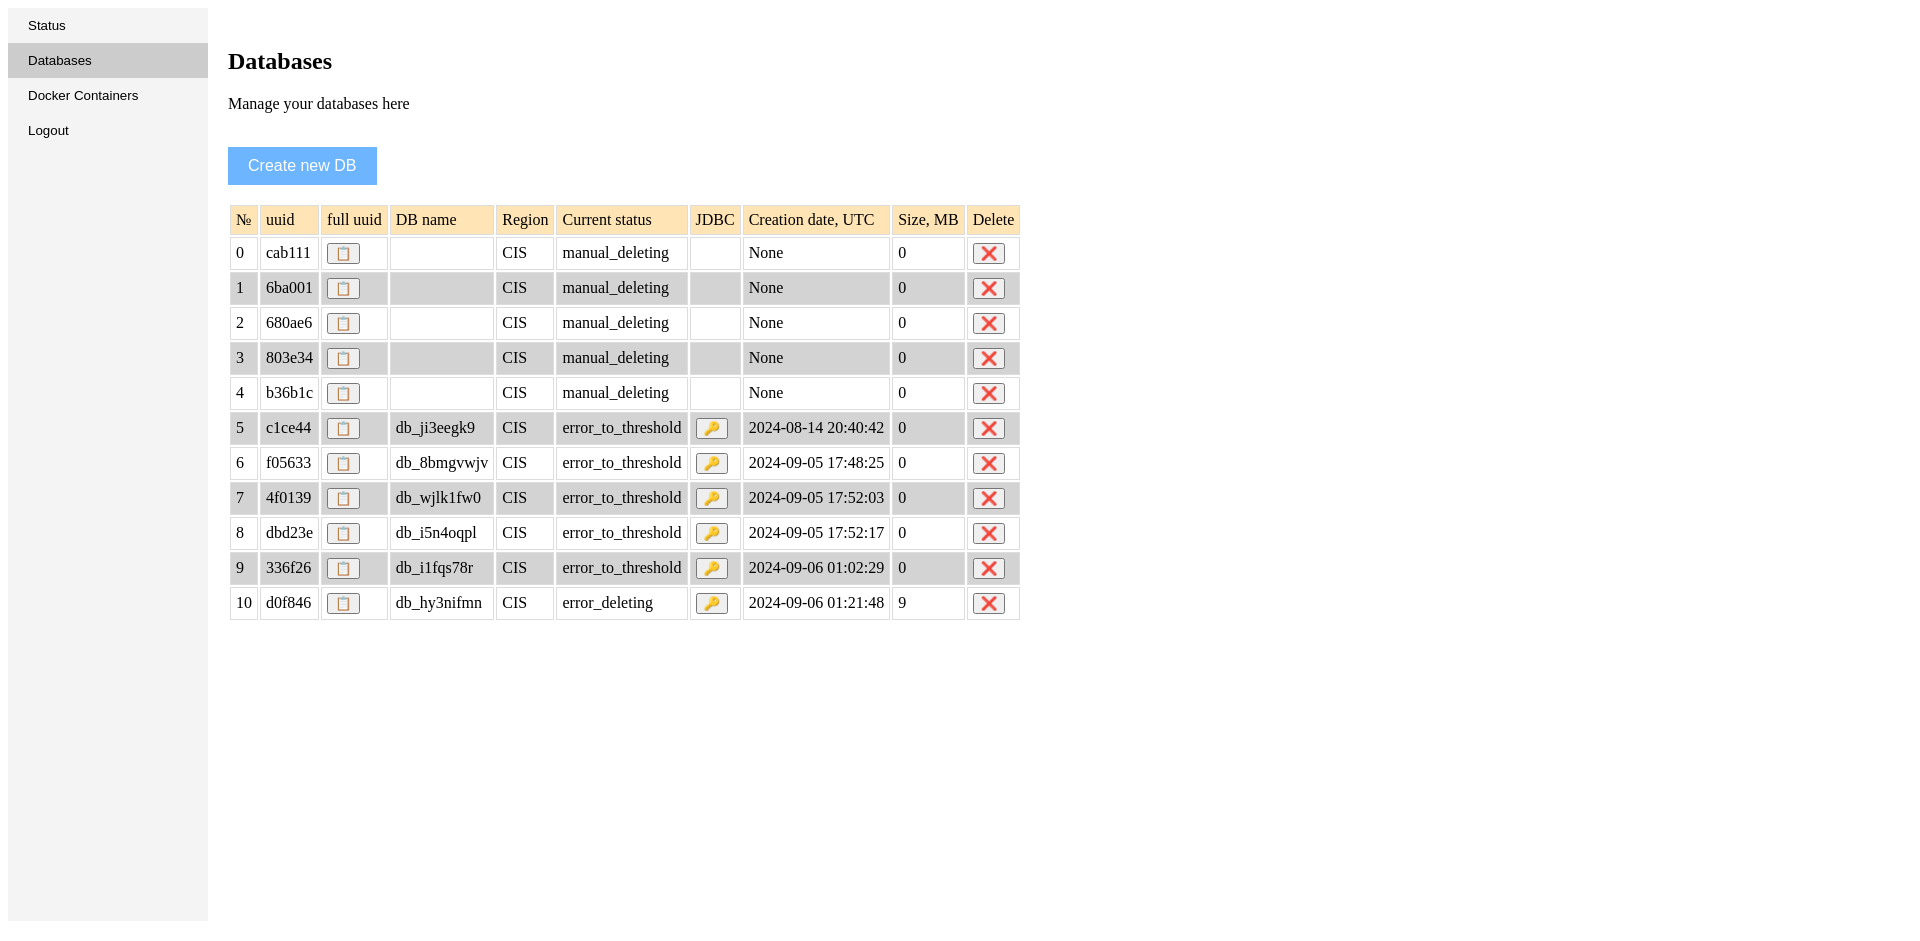 Status
Databases
Docker Containers
Logout
Databases
Manage your databases here
Create new DB
№ uuid full uuid DB name Region Current status JDBC Creation date, UTC Size, MB Delete
0 cab111 CIS manual_deleting None 0
1 6ba001 CIS manual_deleting None 0
2 680ae6 CIS manual_deleting None 0
3 803e34 CIS manual_deleting None 0
4 b36b1c CIS manual_deleting None 0
5 c1ce44 db_ji3eegk9 CIS error_to_threshold 2024-08-14 20:40:42 0
6 f05633 db_8bmgvwjv CIS error_to_threshold 2024-09-05 17:48:25 0
7 4f0139 db_wjlk1fw0 CIS error_to_threshold 2024-09-05 17:52:03 0
8 dbd23e db_i5n4oqpl CIS error_to_threshold 2024-09-05 17:52:17 0
9 336f26 db_i1fqs78r CIS error_to_threshold 2024-09-06 01:02:29 0
10 d0f846 db_hy3nifmn CIS error_deleting 2024-09-06 01:21:48 9